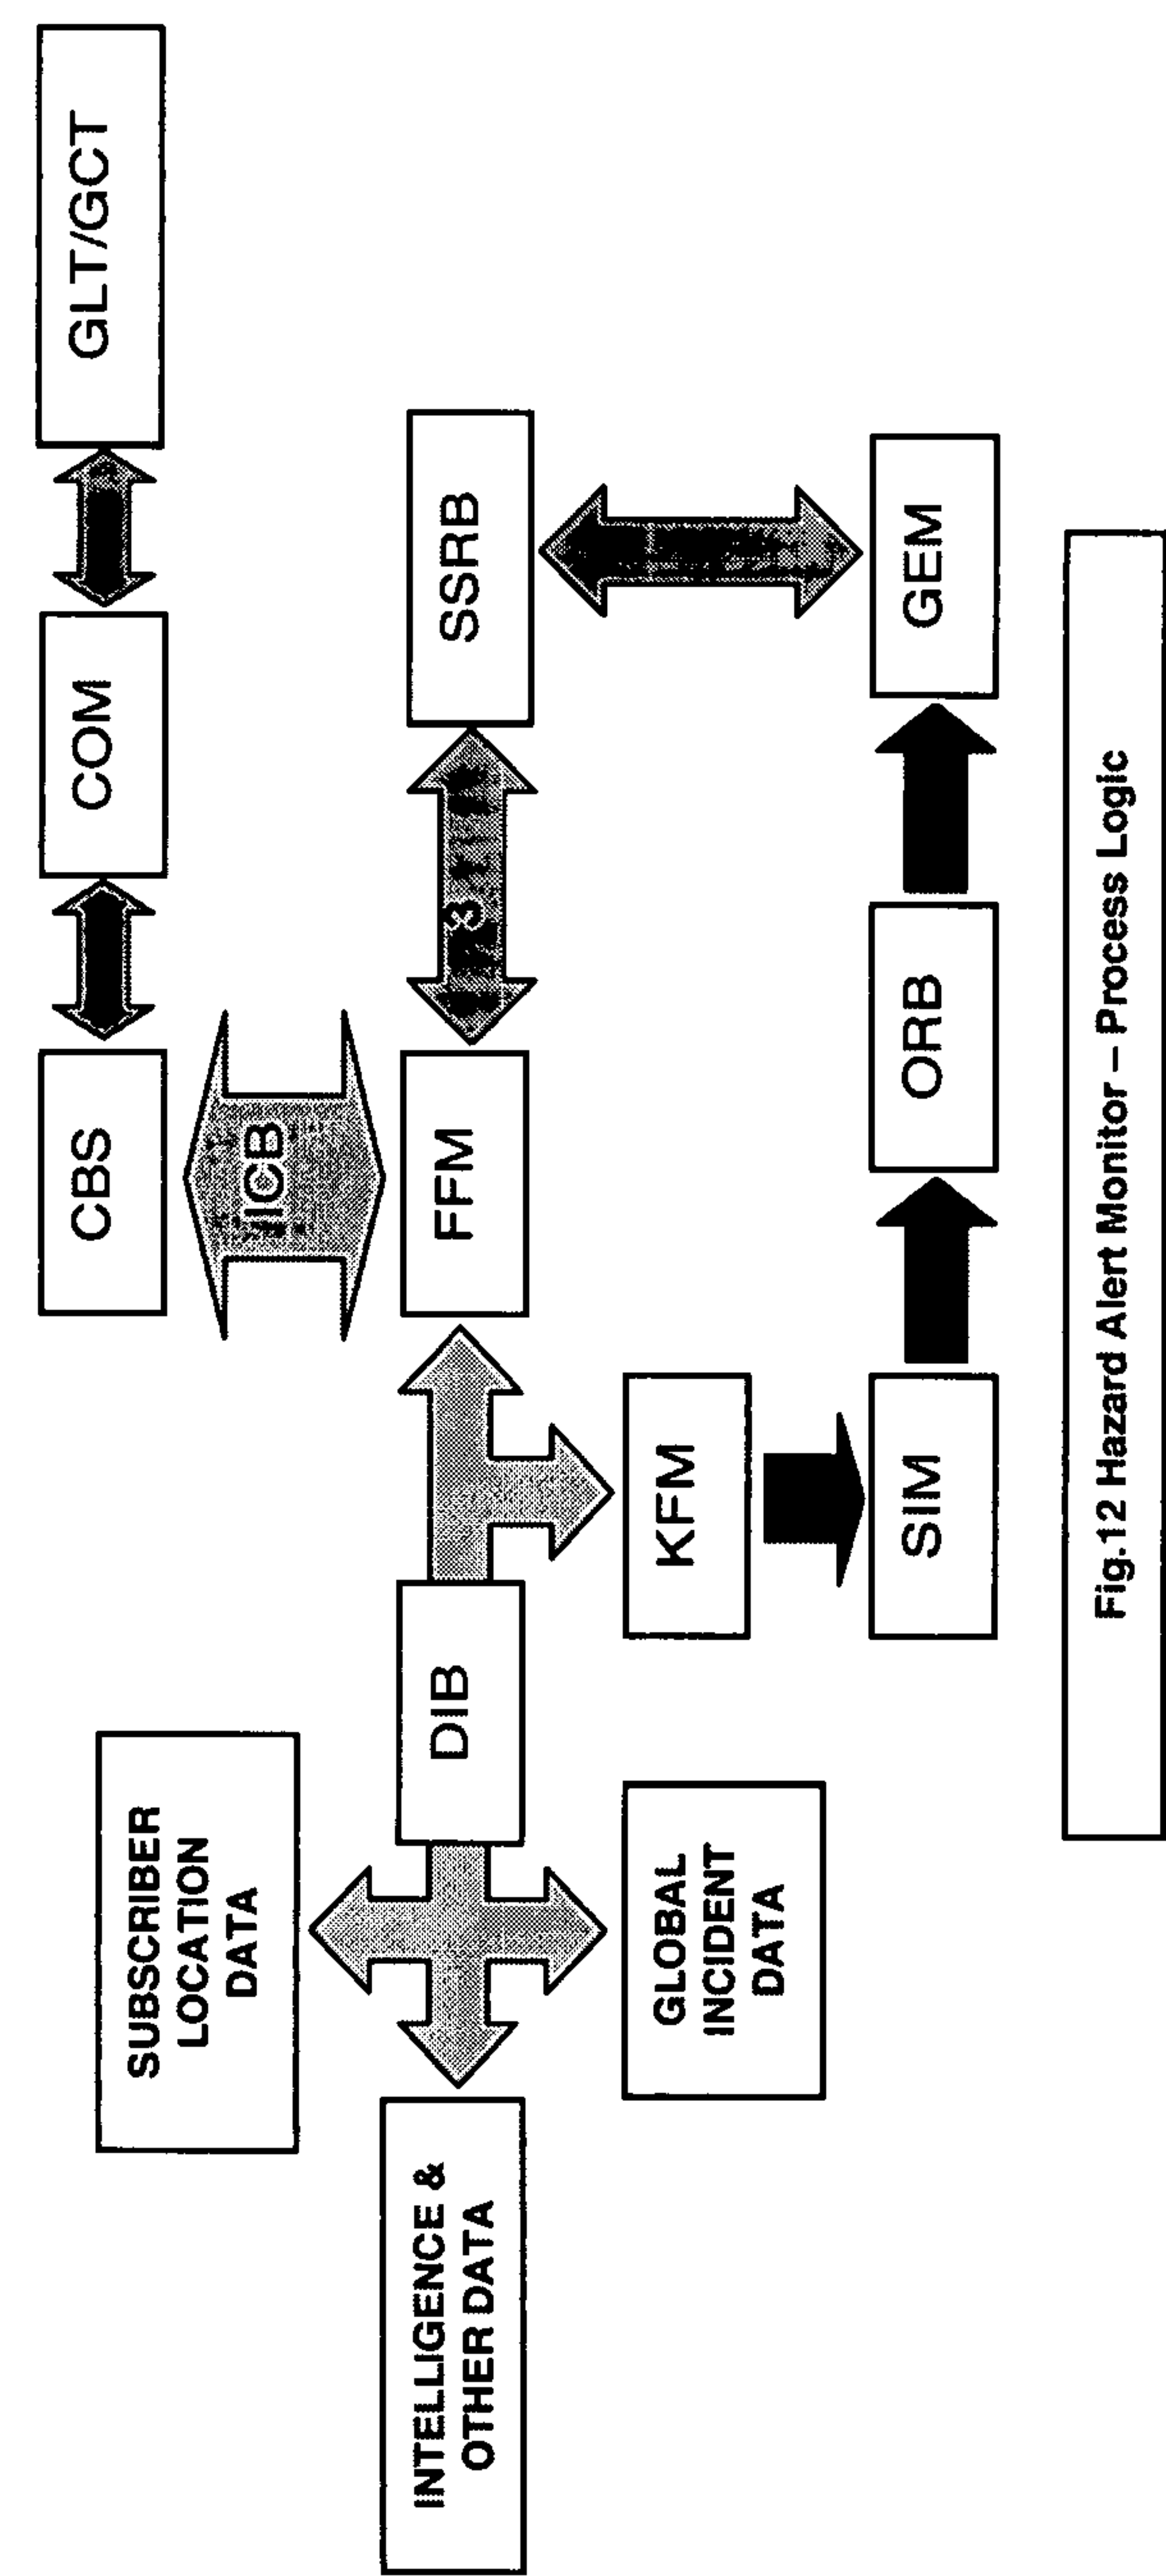 GLT/GCT
COM
CBS
SUBSCRIBER
LOCATION
DATA
ICB
SSRB
3
FFM
DIB
INTELLIGENCE &
OTHER DATA
KFM
GLOBAL
INCIDENT
DATA
GEM
ORB
SIM
Fig.12 Hazard Alert Monitor – Process Logic